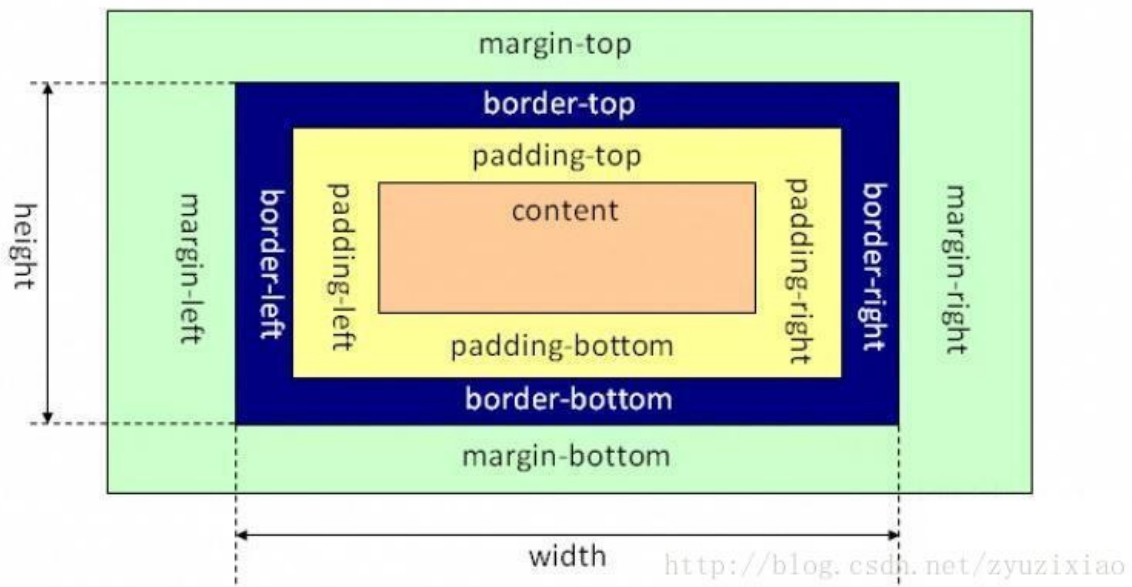 margin-top
border-top
padding-top
content
height
margin-left
border-left
padding-left
padding-right
border-right
margin-right
padding-bottom
border-bottom
margin-bottom
width
http://blog.csdn.net/zyuzixiao